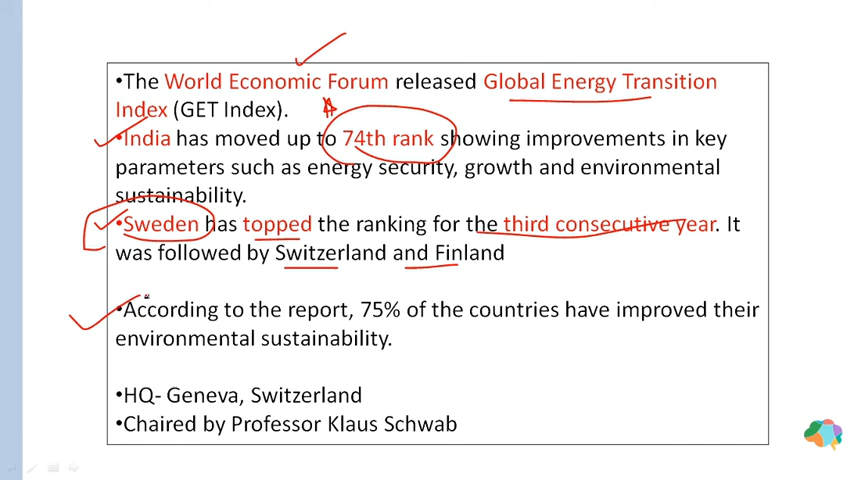 •The World Economic Forum released Global Energy Transition
Index (GET Index).
•India has moved up to 74th rank showing improvements in key
parameters such as energy security, growth and environmental
sustainability.
•Sweden has topped the ranking for the third consecutive year. It
was followed by Switzerland and Finland
•According to the report, 75% of the countries have improved their
environmental sustainability.
•HQ- Geneva, Switzerland
•Chaired by Professor Klaus Schwab